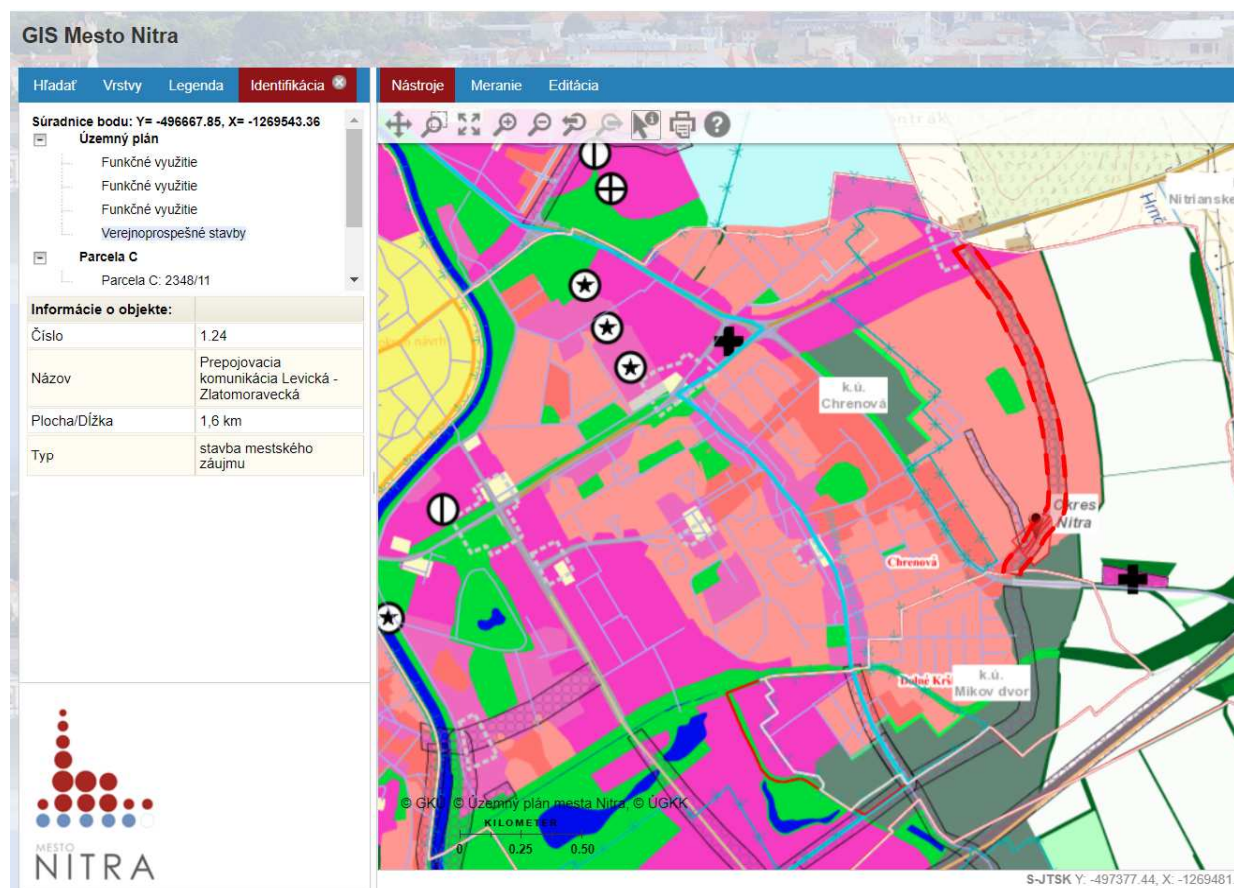 GIS Mesto Nitra
Hľadať Vrstvy Legenda Identifikácia
Nástroje Meranie Editácia
Súradnice bodu: Y= -496667.85, X= -1269543.36
Územný plán
Funkčné využitie
Funkčné využitie
Funkčné využitie
Verejnoprospešné stavby
Parcela C
Parcela C: 2348/11
Informácie o objekte:
Číslo 1.24
Názov Prepojovacia
komunikácia Levická -
Zlatomoravecká
Plocha/Dĺžka 1,6 km
Typ stavba mestského
záujmu
MESTO
NITRA
Nitrianske
k.ú.
Chrenová
Okres
Nitra
Chrenová
k.ú.
Mikov dvor
© GKÚ, © Územný plán mesta Nitra, © ÚGKK
KILOMETER
0 0.25 0.50
S-JTSK Y: -497377.44, X: -1269481